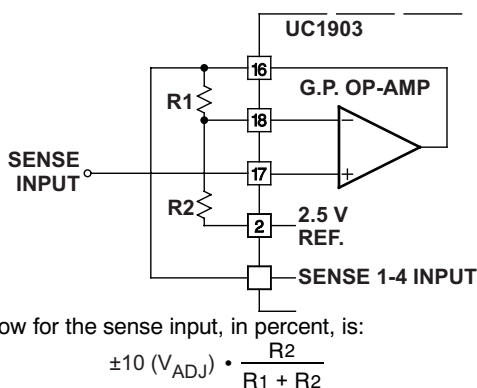 UC1903
16
G.P. OP-AMP
R1
18
−
SENSE
INPUT
17
+
R2
2
2.5 V
REF.
SENSE 1-4 INPUT
ow for the sense input, in percent, is:
±10 (VADJ) • R2
R1 + R2